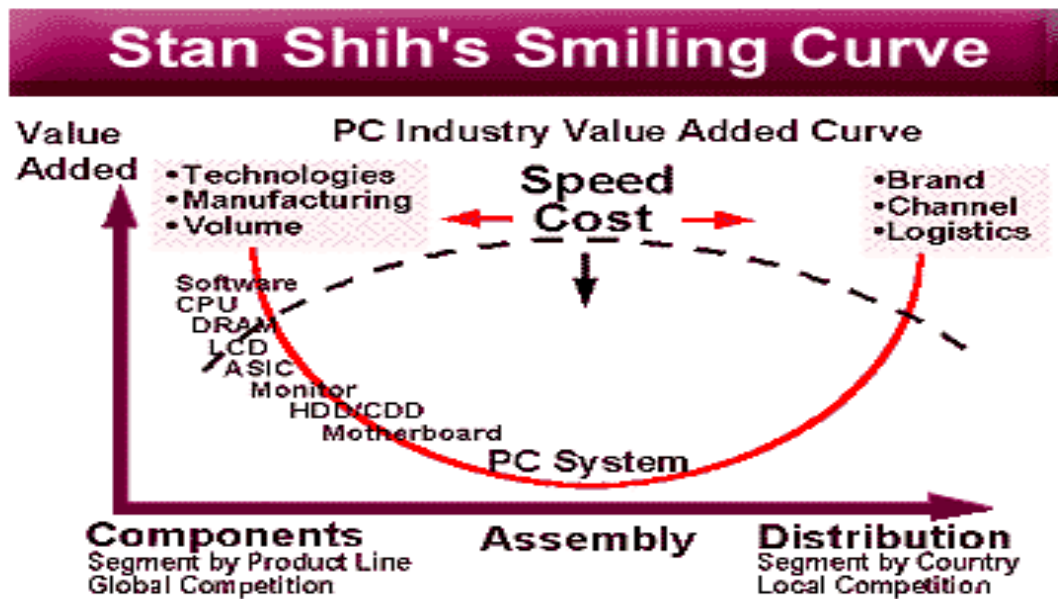 Stan Shih's Smiling Curve
Value
Added
PC Industry Value Added Curve
•Technologies
•Manufacturing
•Volume
Speed
Cost
•Brand
•Channel
•Logistics
Software
CPU
DRAM
LCD
ASIC
Monitor
HDD/CDD
Motherboard
PC System
Components
Segment by Product Line
Global Competition
Assembly
Distribution
Segment by Country
Local Competition